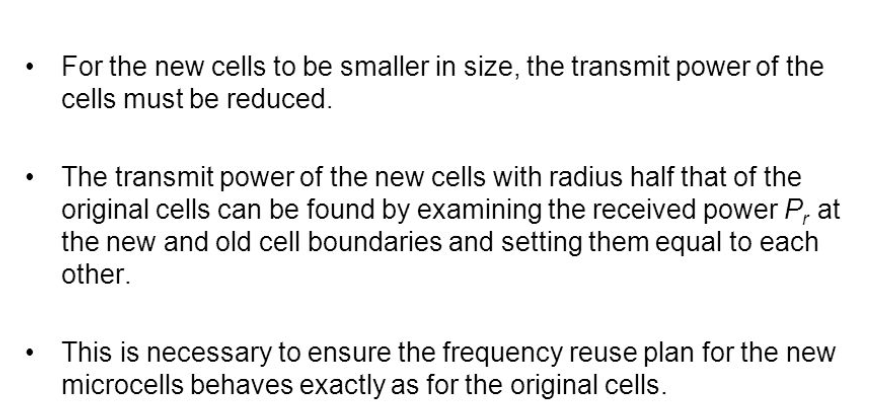 • For the new cells to be smaller in size, the transmit power of the
cells must be reduced.
• The transmit power of the new cells with radius half that of the
original cells can be found by examining the received power Pr at
the new and old cell boundaries and setting them equal to each
other.
• This is necessary to ensure the frequency reuse plan for the new
microcells behaves exactly as for the original cells.